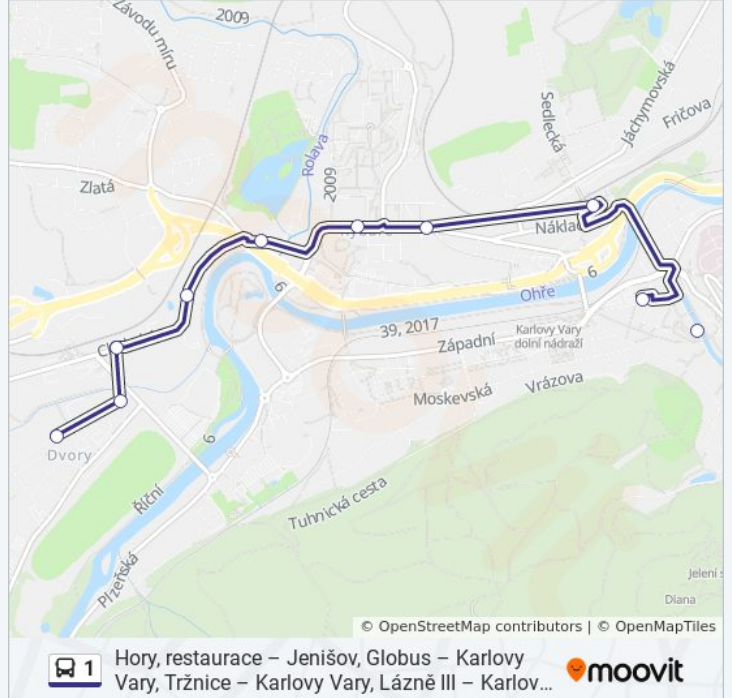 2009
Závodu míru
Jáchymovská
Sedlecká
Fričova
Rolava
2009
Zlatá
Náklad
6
6
Ohře
39, 2017
Západní
Karlovy Vary
dolní nádraží
Moskevská
Vrázova
Dvory
6
Říční
Tuhnická cesta
Plzeňská
Jelení s
Diana
© OpenStreetMap contributors | © OpenMapTiles
1
Hory, restaurace – Jenišov, Globus – Karlovy
Vary, Tržnice – Karlovy Vary, Lázně III – Karlov...
moovit